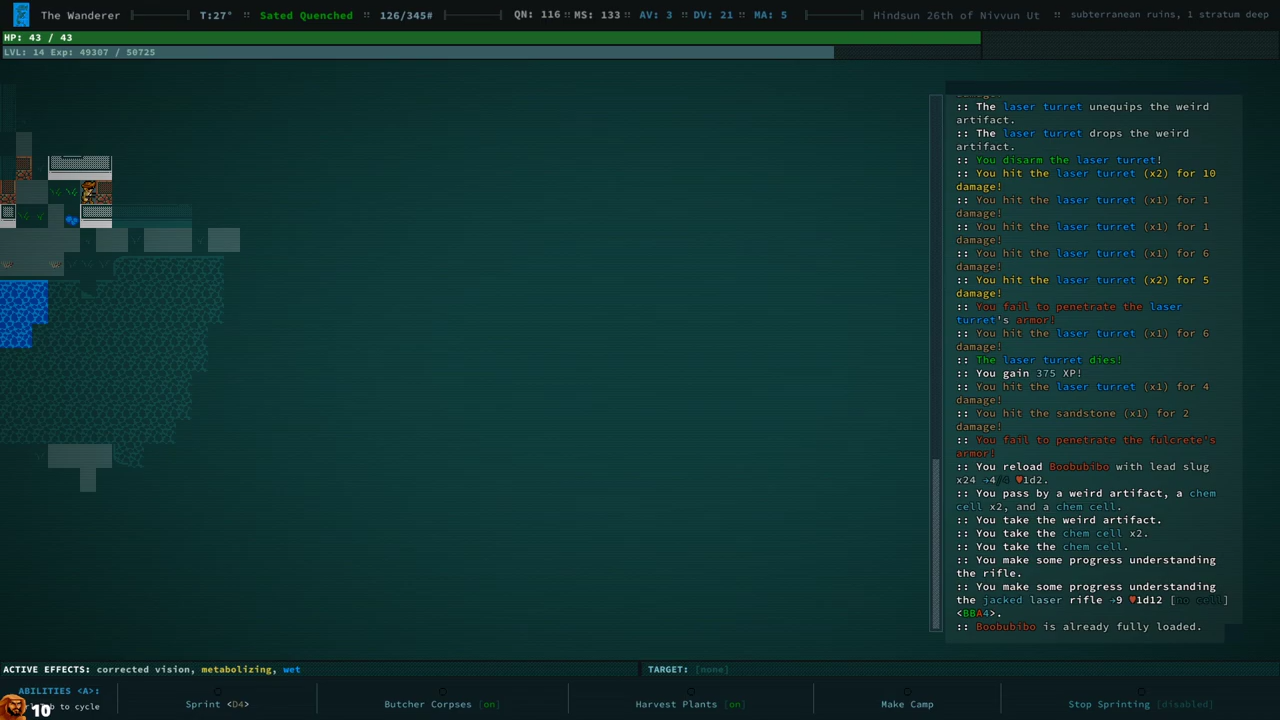 The Wanderer T:27° :: Sated Quenched :: 126/345# QN: 116 :: MS: 133 :: AV: 3 :: DV: 21 :: MA: 5 Hindsun 26th of Nivvun Ut :: subterranean ruins, 1 stratum deep
HP: 43 / 43
LVL: 14 Exp: 49307 / 50725
damage!
:: The laser turret unequips the weird
artifact.
:: The laser turret drops the weird
artifact.
:: You disarm the laser turret!
:: You hit the laser turret (x2) for 10
damage!
:: You hit the laser turret (x1) for 1
damage!
:: You hit the laser turret (x1) for 1
damage!
:: You hit the laser turret (x1) for 6
damage!
:: You hit the laser turret (x2) for 5
damage!
:: You fail to penetrate the laser
turret's armor!
:: You hit the laser turret (x1) for 6
damage!
:: The laser turret dies!
:: You gain 375 XP!
:: You hit the laser turret (x1) for 4
damage!
:: You hit the sandstone (x1) for 2
damage!
:: You fail to penetrate the fulcrete's
armor!
:: You reload Boobubibo with lead slug
x24 →4/ ♥1d2.
:: You pass by a weird artifact, a chem
cell x2, and a chem cell.
:: You take the weird artifact.
:: You take the chem cell x2.
:: You take the chem cell.
:: You make some progress understanding
the rifle.
:: You make some progress understanding
the jacked laser rifle →9 ♥1d12 [no cell]
<BBA4>.
:: Boobubibo is already fully loaded.
ACTIVE EFFECTS: corrected vision, metabolizing, wet TARGET: [none]
ABILITIES <A>:
to cycle
10
Sprint <D4> Butcher Corpses [on] Harvest Plants [on] Make Camp Stop Sprinting [disabled]